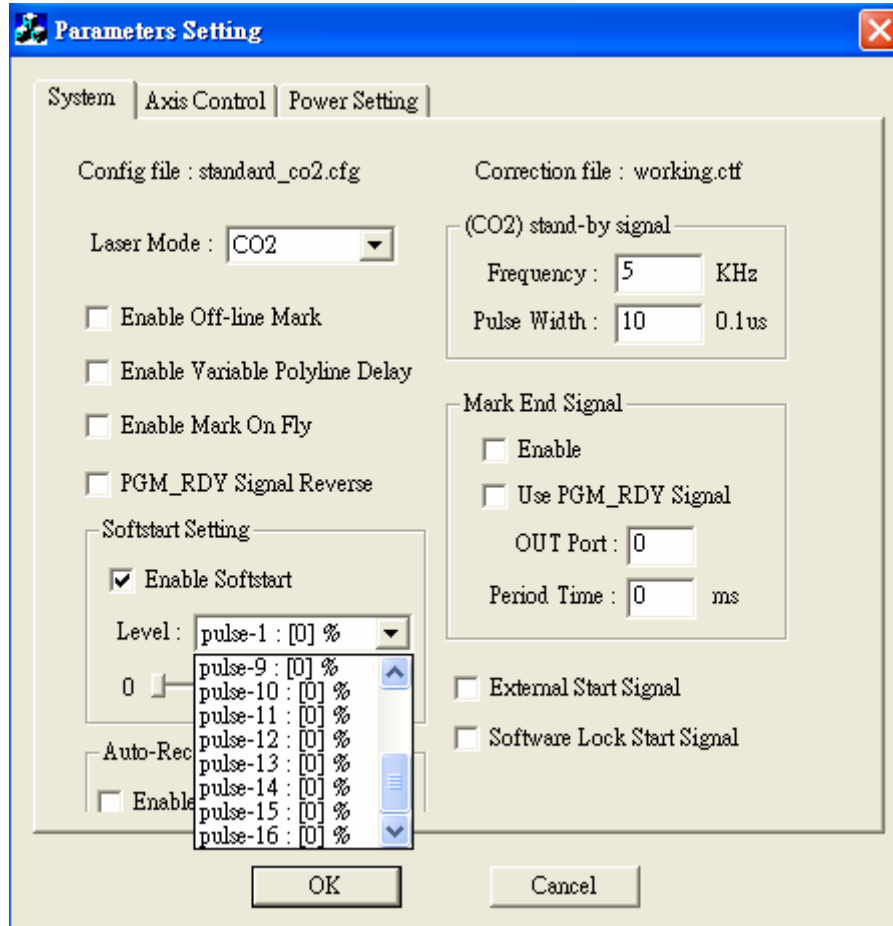 Parameters Setting
System
Axis Control
Power Setting
Config file : standard_co2.cfg
Laser Mode : CO2
Enable Off-line Mark
Enable Variable Polyline Delay
Enable Mark On Fly
PGM_RDY Signal Reverse
Softstart Setting
Enable Softstart
Level : pulse-1 : [0] %
0
pulse-9 : [0] %
pulse-10 : [0] %
pulse-11 : [0] %
pulse-12 : [0] %
pulse-13 : [0] %
pulse-14 : [0] %
pulse-15 : [0] %
pulse-16 : [0] %
Auto-Rec
Enable
Correction file : working.ctf
(CO2) stand-by signal
Frequency : 5 KHz
Pulse Width : 10 0.1us
Mark End Signal
Enable
Use PGM_RDY Signal
OUT Port : 0
Period Time : 0 ms
External Start Signal
Software Lock Start Signal
OK
Cancel